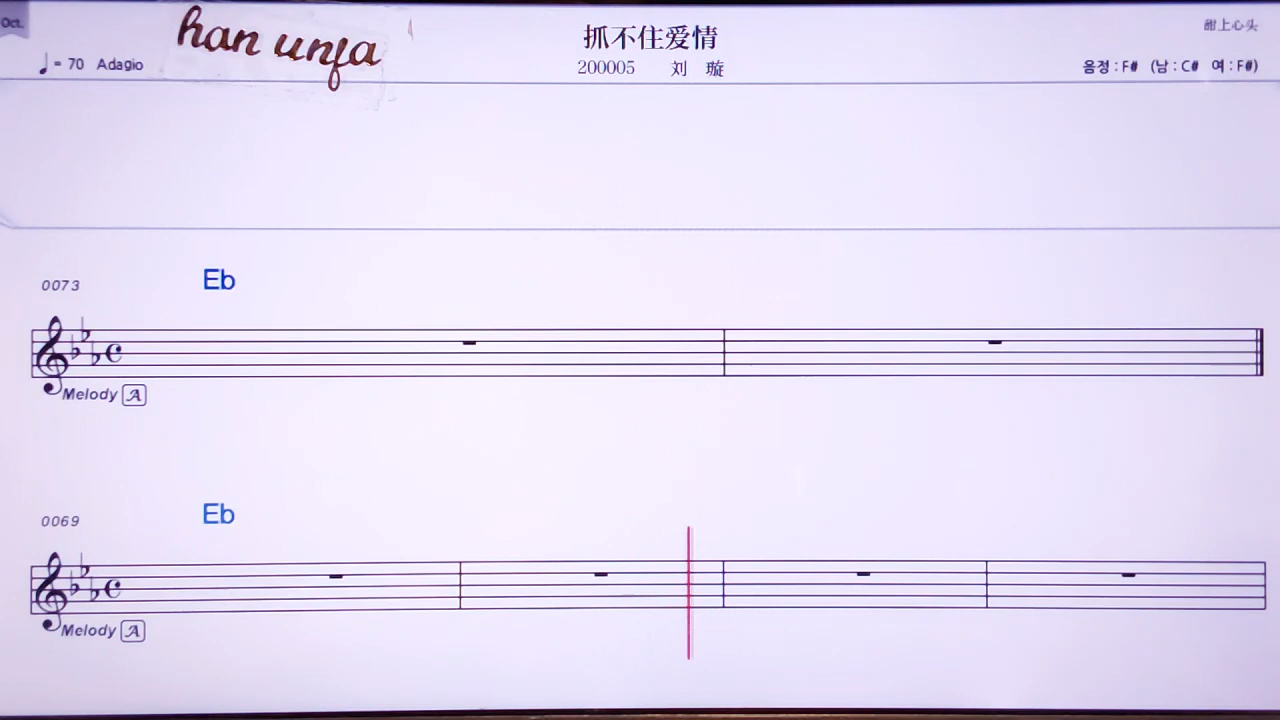 Oct.
han unfa
抓不住爱情
甜上心头
♩= 70 Adagio
200005 刘 璇
음정 : F# (남 : C# 여 : F#)
0073
Eb
Melody A
0069
Eb
Melody A